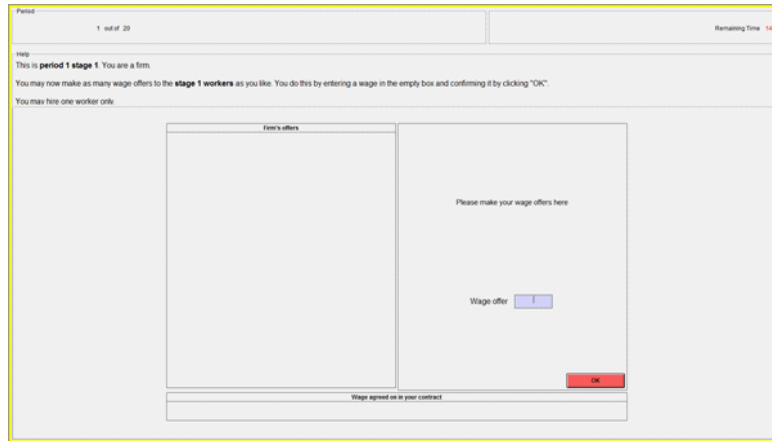 Period
1 out of 20
Remaining Time 14
Help
This is period 1 stage 1. You are a firm.
You may now make as many wage offers to the stage 1 workers as you like. You do this by entering a wage in the empty box and confirming it by clicking "OK".
You may hire one worker only.
Firm's offers
Please make your wage offers here
Wage offer
OK
Wage agreed on in your contract